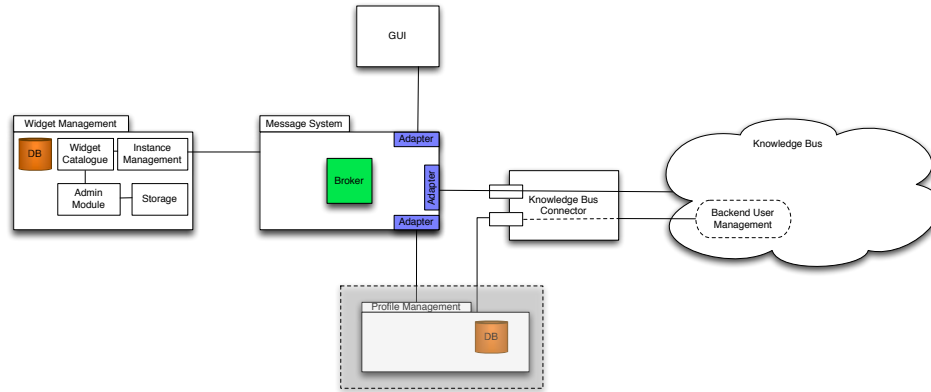 GUI
Widget Management
DB
Widget
Catalogue
Instance
Management
Admin
Module
Storage
Message System
Adapter
Broker
Adapter
Adapter
Knowledge Bus
Connector
Knowledge Bus
Backend User
Management
Profile Management
DB